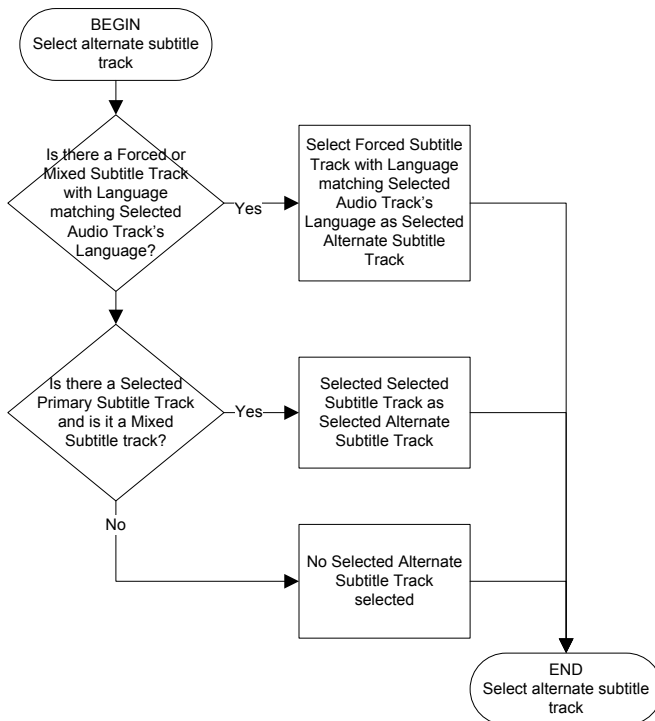 BEGIN
Select alternate subtitle
track
Is there a Forced or
Mixed Subtitle Track
with Language
matching Selected
Audio Track's
Language?
Yes
Select Forced Subtitle
Track with Language
matching Selected
Audio Track's
Language as Selected
Alternate Subtitle
Track
Is there a Selected
Primary Subtitle Track
and is it a Mixed
Subtitle track?
Yes
Selected Selected
Subtitle Track as
Selected Alternate
Subtitle Track
No
No Selected Alternate
Subtitle Track
selected
END
Select alternate subtitle
track